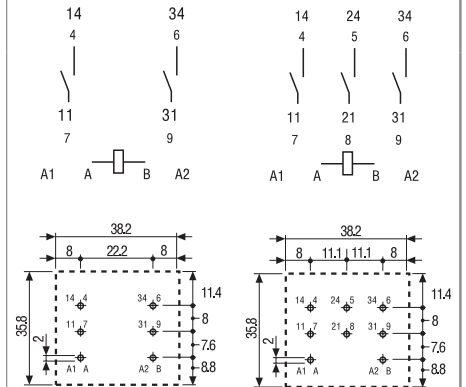 14 34 14 24 34
4 6 4 5 6
11 31 11 21 31
7 9 7 8 9
A1 A B A2 A1 A B A2
38.2 38.2
8 22.2 8 8 11.1 11.1 8
11.4 11.4
14 4 34 6 14 4 24 5 34 6
8 8
35.8 35.8
11 7 31 9 11 7 21 8 31 9
2 7.6 2 7.6
A1 A A2 B A1 A A2 B
8.8 8.8